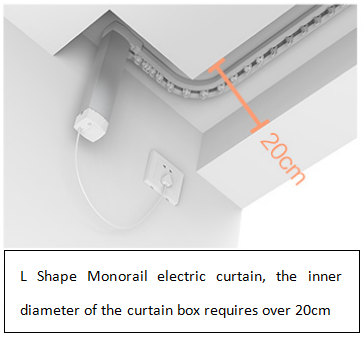 20cm
L Shape Monorail electric curtain, the inner
diameter of the curtain box requires over 20cm